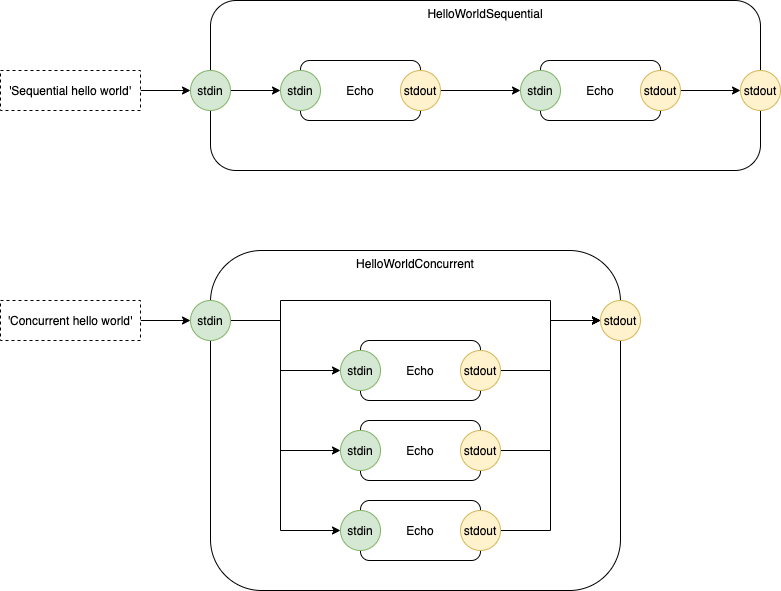 HelloWorldSequential
'Sequential hello world'
stdin
stdin
Echo
stdout
stdin
Echo
stdout
stdout
HelloWorldConcurrent
'Concurrent hello world'
stdin
stdout
stdin
Echo
stdout
stdin
Echo
stdout
stdin
Echo
stdout